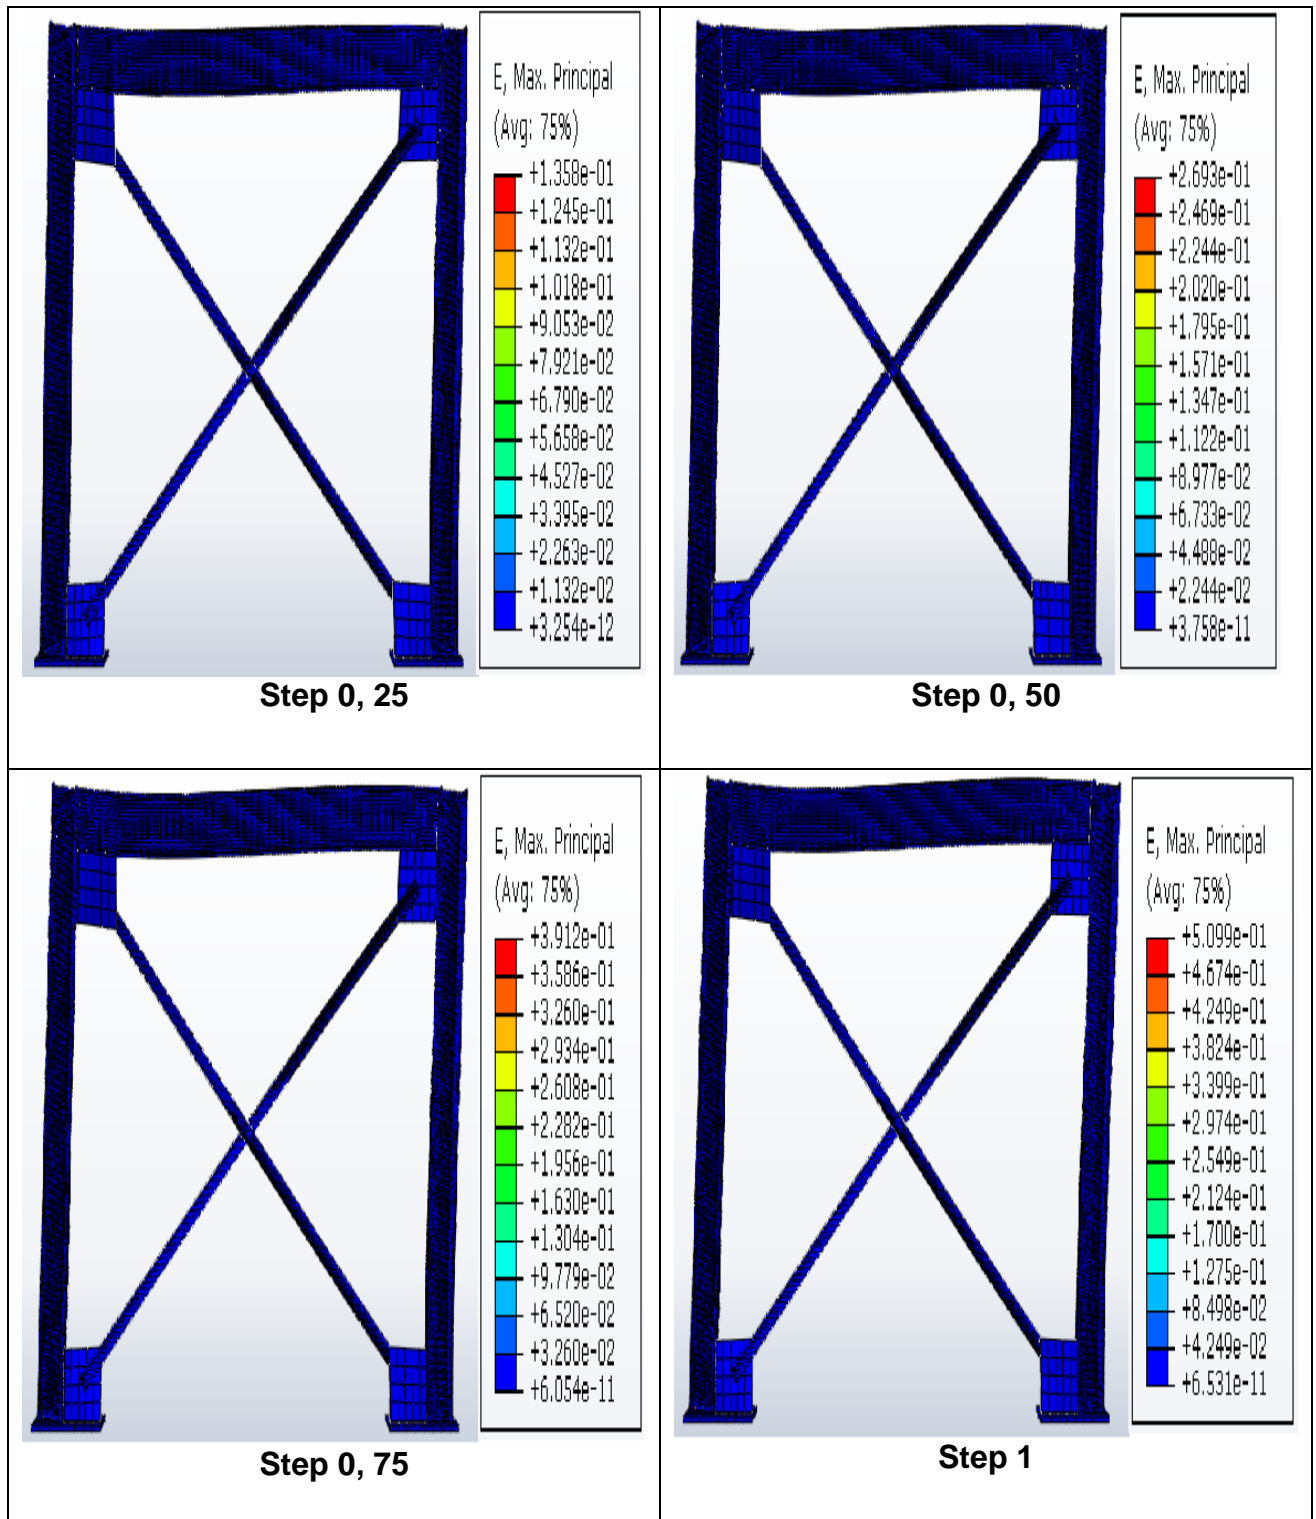 E, Max. Principal
(Avg: 75%)
+1.358e-01
+1.245e-01
+1.132e-01
+1.018e-01
+9.053e-02
+7.921e-02
+6.790e-02
+5.658e-02
+4.527e-02
+3.395e-02
+2.263e-02
+1.132e-02
+3.254e-12
Step 0, 25
E, Max. Principal
(Avg: 75%)
+2.693e-01
+2.469e-01
+2.244e-01
+2.020e-01
+1.795e-01
+1.571e-01
+1.347e-01
+1.122e-01
+8.977e-02
+6.733e-02
+4.488e-02
+2.244e-02
+3.758e-11
Step 0, 50
E, Max. Principal
(Avg: 75%)
+3.912e-01
+3.586e-01
+3.260e-01
+2.934e-01
+2.608e-01
+2.282e-01
+1.956e-01
+1.630e-01
+1.304e-01
+9.779e-02
+6.520e-02
+3.260e-02
+6.054e-11
Step 0, 75
E, Max. Principal
(Avg: 75%)
+5.099e-01
+4.674e-01
+4.249e-01
+3.824e-01
+3.399e-01
+2.974e-01
+2.549e-01
+2.124e-01
+1.700e-01
+1.275e-01
+8.498e-02
+4.249e-02
+6.531e-11
Step 1